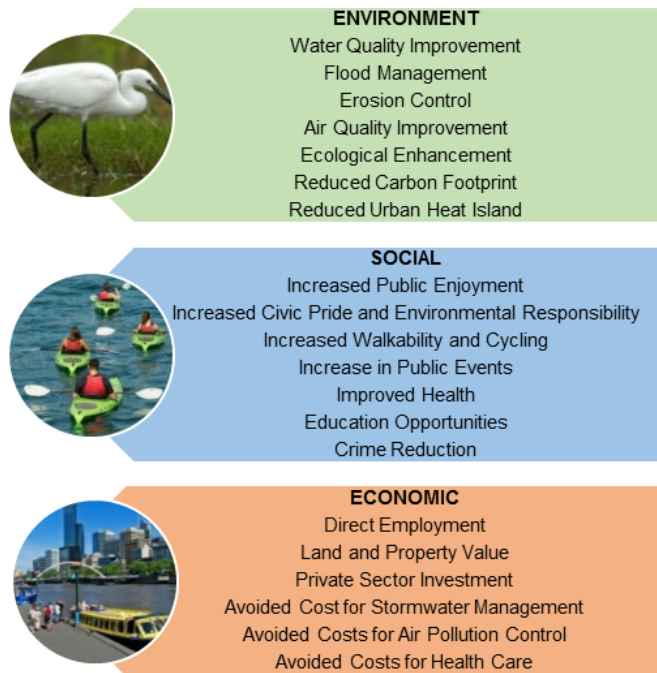 ENVIRONMENT
Water Quality Improvement
Flood Management
Erosion Control
Air Quality Improvement
Ecological Enhancement
Reduced Carbon Footprint
Reduced Urban Heat Island
SOCIAL
Increased Public Enjoyment
Increased Civic Pride and Environmental Responsibility
Increased Walkability and Cycling
Increase in Public Events
Improved Health
Education Opportunities
Crime Reduction
ECONOMIC
Direct Employment
Land and Property Value
Private Sector Investment
Avoided Cost for Stormwater Management
Avoided Costs for Air Pollution Control
Avoided Costs for Health Care